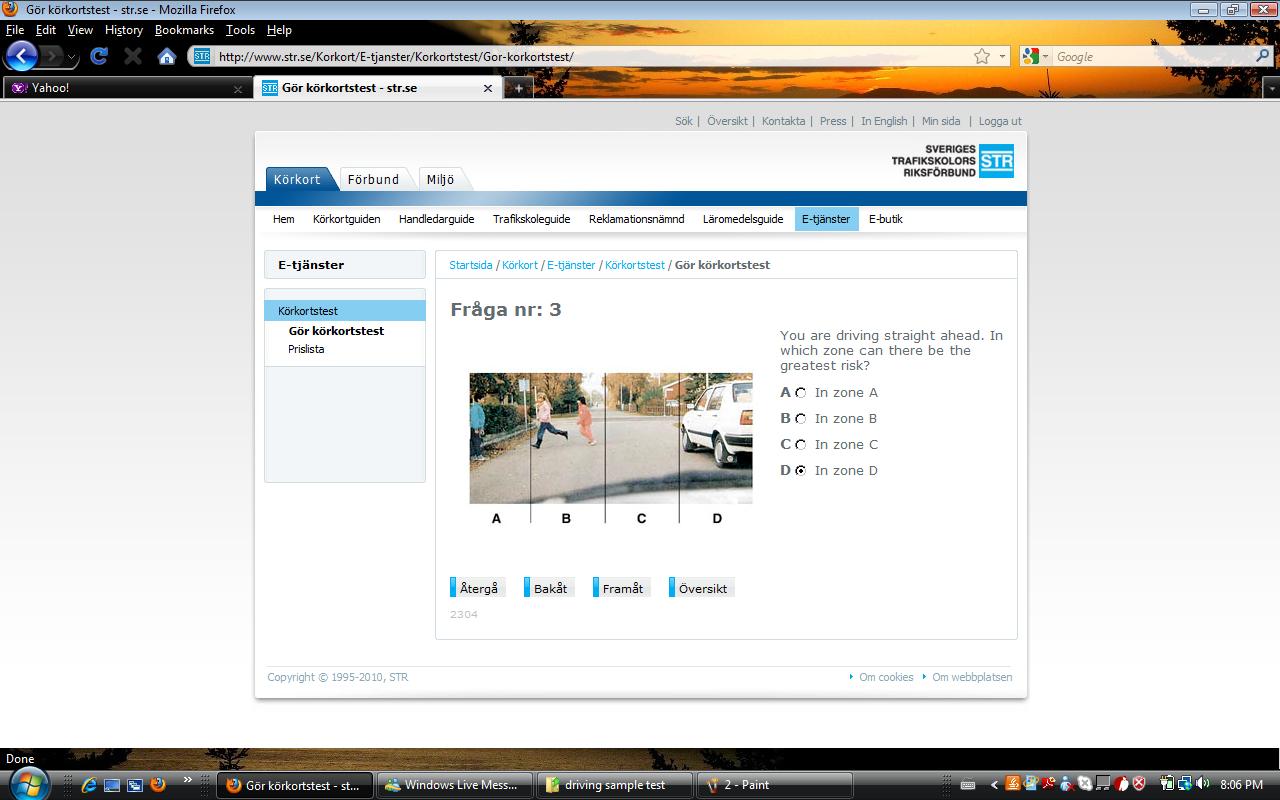 Gör körkortstest - str.se - Mozilla Firefox
File Edit View History Bookmarks Tools Help
STR http://www.str.se/Korkort/E-tjanster/Korkortstest/Gor-korkortstest/ Google
Yahoo! STR Gör körkortstest - str.se
Sök | Översikt | Kontakta | Press | In English | Min sida | Logga ut
SVERIGES
TRAFIKSKOLORS
RIKSFÖRBUND
STR
Körkort Förbund Miljö
Hem Körkortguiden Handledarguide Trafikskoleguide Reklamationsnämnd Läromedelsguide E-tjänster E-butik
E-tjänster
Körkortstest
Gör körkortstest
Prislista
Startsida / Körkort / E-tjänster / Körkortstest / Gör körkortstest
Fråga nr: 3
You are driving straight ahead. In
which zone can there be the
greatest risk?
A In zone A
B In zone B
C In zone C
D In zone D
A B C D
Återgå Bakåt Framåt Översikt
2304
Copyright © 1995-2010, STR
Om cookies Om webbplatsen
Done
Gör körkortstest - st... Windows Live Mess... driving sample test 2 - Paint 8:06 PM